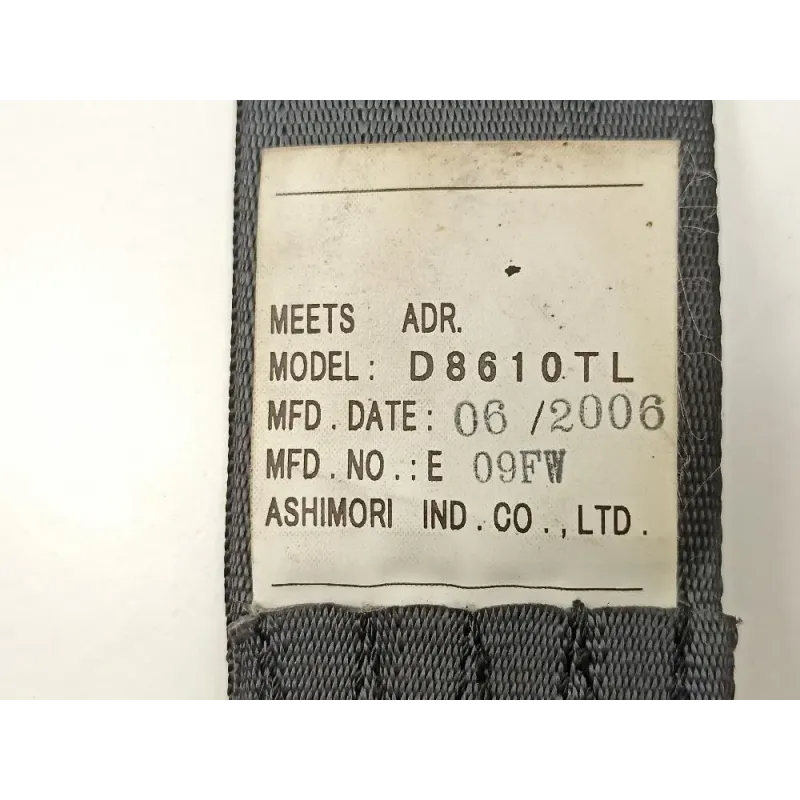 MEETS ADR.
MODEL: D8610TL
MFD.DATE: 06 /2006
MFD.NO.:E 09FW
ASHIMORI IND.CO.,LTD.